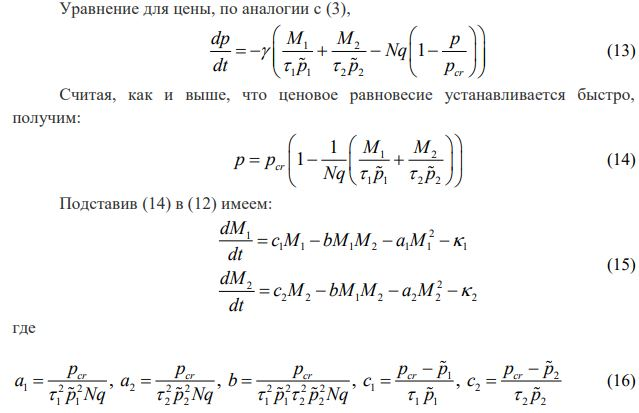 Уравнение для цены, по аналогии с (3),
dp/dt = −γ(M₁/(τ₁p̃₁) + M₂/(τ₂p̃₂) − Nq(1 − p/p_cr)) (13)
Считая, как и выше, что ценовое равновесие устанавливается быстро,
получим:
p = p_cr(1 − 1/(Nq)(M₁/(τ₁p̃₁) + M₂/(τ₂p̃₂))) (14)
Подставив (14) в (12) имеем:
dM₁/dt = c₁M₁ − bM₁M₂ − a₁M₁² − κ₁
dM₂/dt = c₂M₂ − bM₁M₂ − a₂M₂² − κ₂ (15)
где
a₁ = p_cr/(τ₁²p̃₁²Nq), a₂ = p_cr/(τ₂²p̃₂²Nq), b = p_cr/(τ₁²p̃₁²τ₂²p̃₂²Nq), c₁ = (p_cr − p̃₁)/(τ₁p̃₁), c₂ = (p_cr − p̃₂)/(τ₂p̃₂) (16)